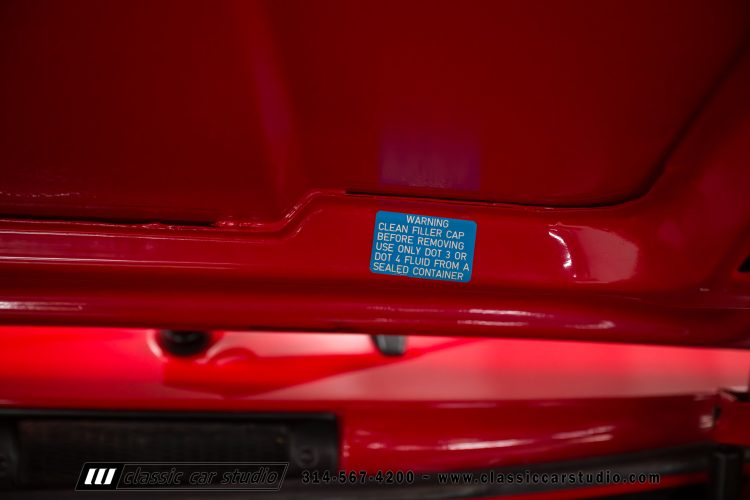 WARNING
CLEAN FILLER CAP
BEFORE REMOVING
USE ONLY DOT 3 OR
DOT 4 FLUID FROM A
SEALED CONTAINER
classic car studio 314-567-4200 - www.classiccarstudio.com